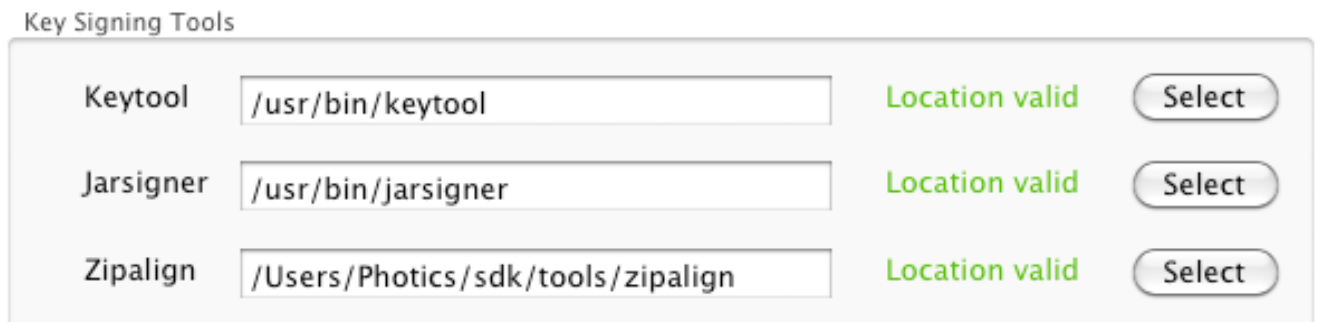 Key Signing Tools
Keytool /usr/bin/keytool Location valid Select
Jarsigner /usr/bin/jarsigner Location valid Select
Zipalign /Users/Photics/sdk/tools/zipalign Location valid Select